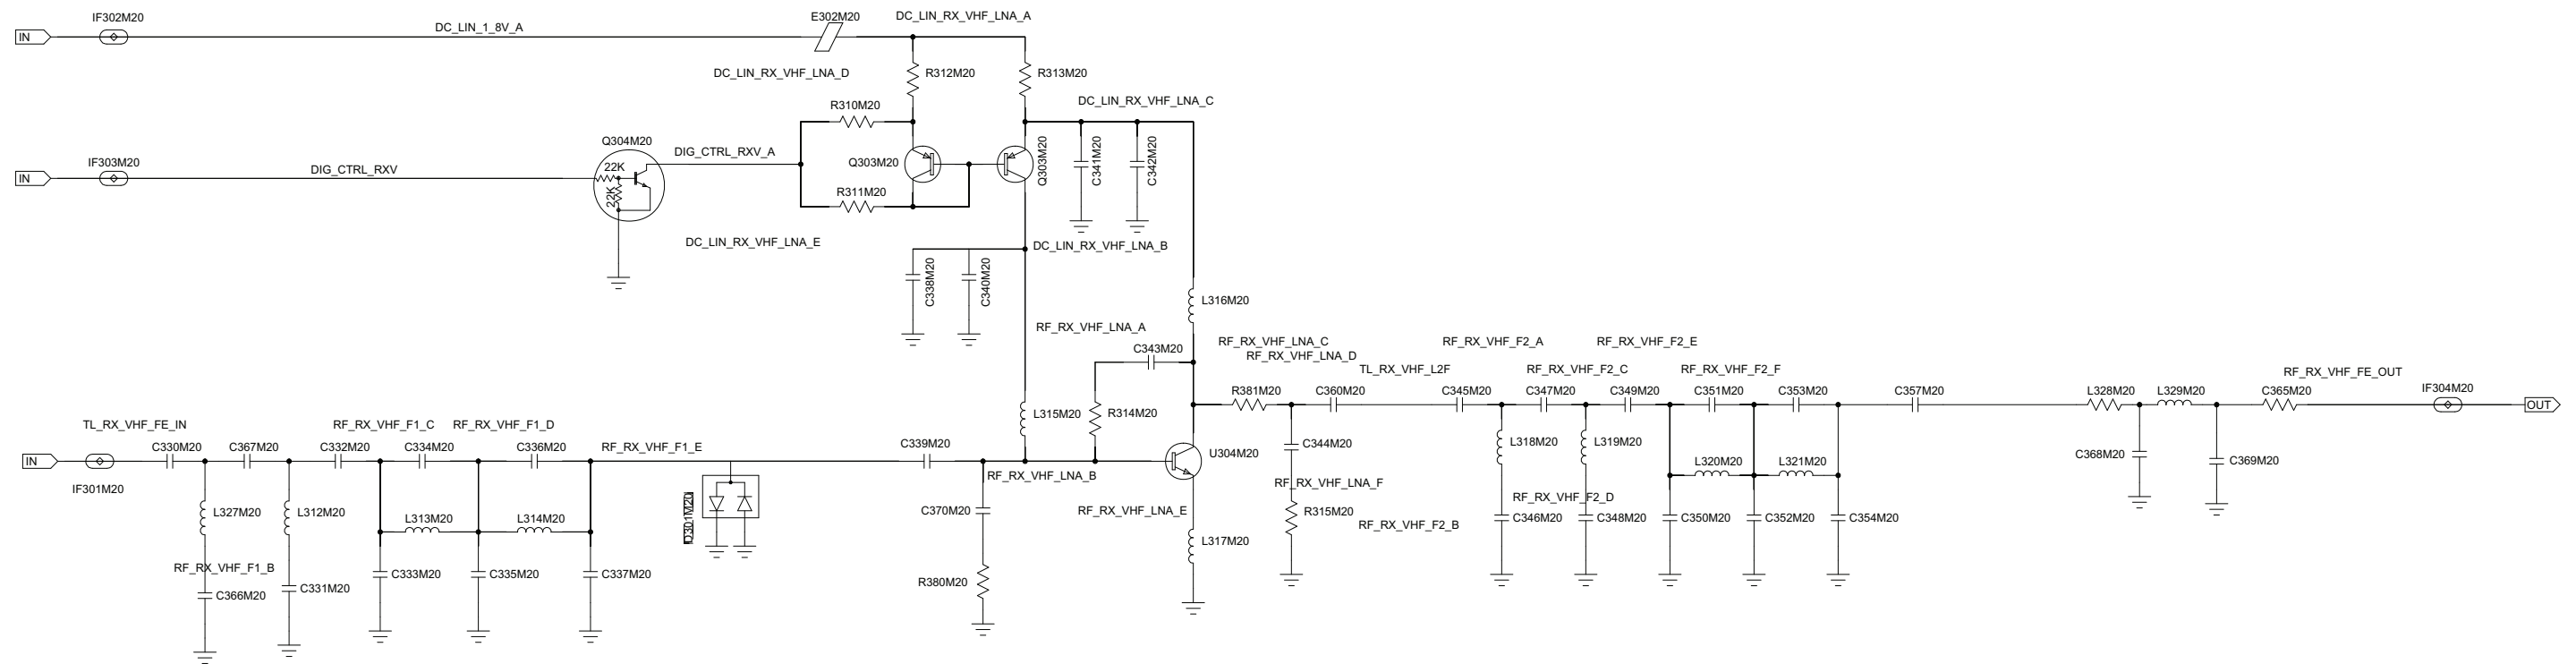 IF302M20
E302M20
DC_LIN_RX_VHF_LNA_A
IN
DC_LIN_1_8V_A
DC_LIN_RX_VHF_LNA_D
R312M20
R313M20
R310M20
DC_LIN_RX_VHF_LNA_C
Q304M20
IF303M20
DIG_CTRL_RXV_A
Q303M20
Q303M20
C341M20
C342M20
IN
DIG_CTRL_RXV
22K
22K
R311M20
DC_LIN_RX_VHF_LNA_E
DC_LIN_RX_VHF_LNA_B
C338M20
C340M20
L316M20
RF_RX_VHF_LNA_A
C343M20
RF_RX_VHF_LNA_C
RF_RX_VHF_LNA_D
RF_RX_VHF_F2_A
RF_RX_VHF_F2_E
TL_RX_VHF_L2F
RF_RX_VHF_F2_C
RF_RX_VHF_F2_F
RF_RX_VHF_FE_OUT
R381M20
C360M20
C345M20
C347M20
C349M20
C351M20
C353M20
C357M20
L328M20
L329M20
C365M20
IF304M20
OUT
L315M20
R314M20
TL_RX_VHF_FE_IN
RF_RX_VHF_F1_C
RF_RX_VHF_F1_D
RF_RX_VHF_F1_E
C330M20
C367M20
C332M20
C334M20
C336M20
C339M20
IN
IF301M20
RF_RX_VHF_LNA_B
U304M20
C344M20
L318M20
L319M20
L320M20
L321M20
C368M20
C369M20
RF_RX_VHF_LNA_F
RF_RX_VHF_F2_D
L327M20
L312M20
L313M20
L314M20
D301M20
C370M20
RF_RX_VHF_LNA_E
R315M20
RF_RX_VHF_F2_B
C346M20
C348M20
C350M20
C352M20
C354M20
L317M20
RF_RX_VHF_F1_B
C366M20
C331M20
C333M20
C335M20
C337M20
R380M20